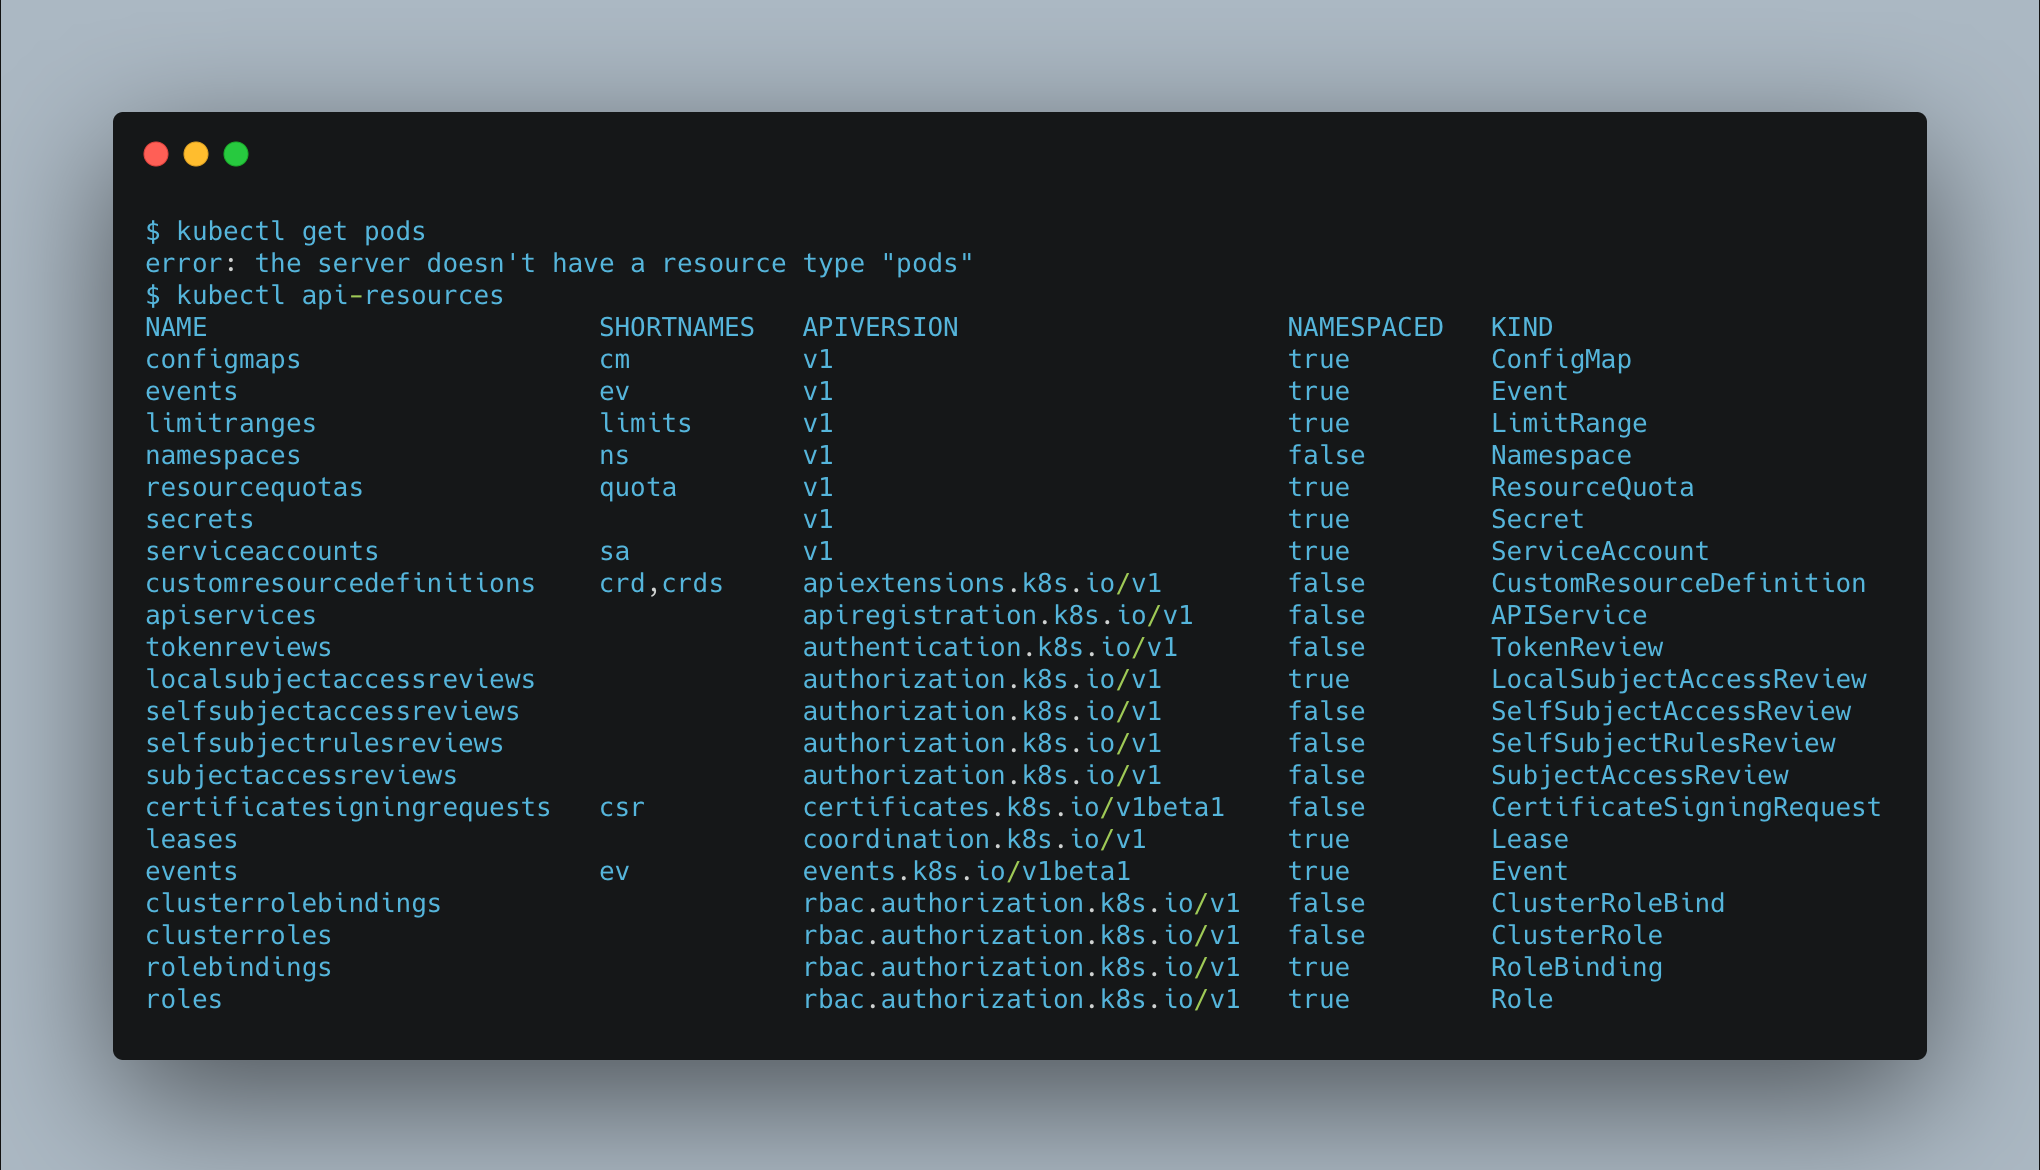 $ kubectl get pods
error: the server doesn't have a resource type "pods"
$ kubectl api-resources
NAME                         SHORTNAMES   APIVERSION                     NAMESPACED   KIND
configmaps                   cm           v1                             true         ConfigMap
events                       ev           v1                             true         Event
limitranges                  limits       v1                             true         LimitRange
namespaces                   ns           v1                             false        Namespace
resourcequotas               quota        v1                             true         ResourceQuota
secrets                                   v1                             true         Secret
serviceaccounts              sa           v1                             true         ServiceAccount
customresourcedefinitions    crd,crds     apiextensions.k8s.io/v1        false        CustomResourceDefinition
apiservices                               apiregistration.k8s.io/v1      false        APIService
tokenreviews                              authentication.k8s.io/v1       false        TokenReview
localsubjectaccessreviews                 authorization.k8s.io/v1        true         LocalSubjectAccessReview
selfsubjectaccessreviews                  authorization.k8s.io/v1        false        SelfSubjectAccessReview
selfsubjectrulesreviews                   authorization.k8s.io/v1        false        SelfSubjectRulesReview
subjectaccessreviews                      authorization.k8s.io/v1        false        SubjectAccessReview
certificatesigningrequests   csr          certificates.k8s.io/v1beta1    false        CertificateSigningRequest
leases                                    coordination.k8s.io/v1         true         Lease
events                       ev           events.k8s.io/v1beta1          true         Event
clusterrolebindings                       rbac.authorization.k8s.io/v1   false        ClusterRoleBind
clusterroles                              rbac.authorization.k8s.io/v1   false        ClusterRole
rolebindings                              rbac.authorization.k8s.io/v1   true         RoleBinding
roles                                     rbac.authorization.k8s.io/v1   true         Role